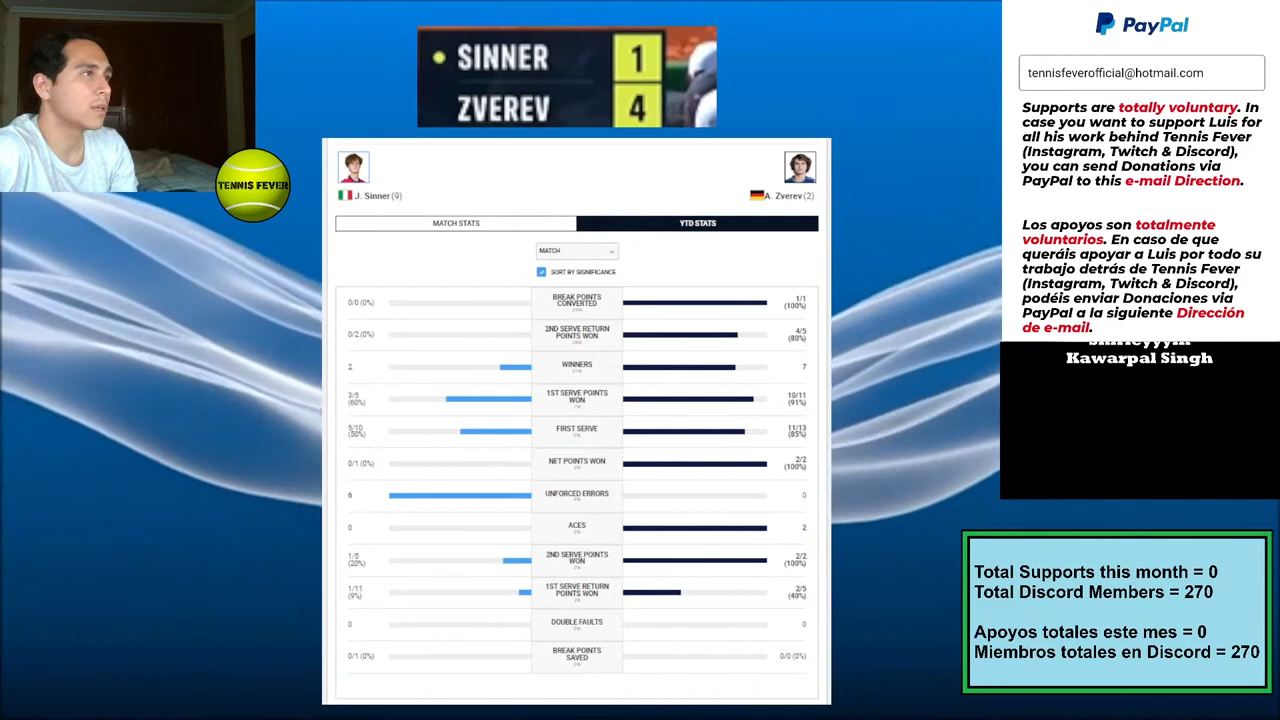 SINNER 1
ZVEREV 4
TENNIS FEVER
J. Sinner (9)
A. Zverev (2)
MATCH STATS
YTD STATS
MATCH
SORT BY SIGNIFICANCE
0/0 (0%)
BREAK POINTS
CONVERTED
1/1
(100%)
0/2 (0%)
2ND SERVE RETURN
POINTS WON
4/5
(80%)
2
WINNERS
7
3/5
(60%)
1ST SERVE POINTS
WON
10/11
(91%)
5/10
(50%)
FIRST SERVE
11/13
(85%)
0/1 (0%)
NET POINTS WON
2/2
(100%)
6
UNFORCED ERRORS
0
0
ACES
2
1/5
(20%)
2ND SERVE POINTS
WON
2/2
(100%)
1/11
(9%)
1ST SERVE RETURN
POINTS WON
2/5
(40%)
0
DOUBLE FAULTS
0
0/1 (0%)
BREAK POINTS
SAVED
0/0 (0%)
PayPal
tennisfeverofficial@hotmail.com
Supports are totally voluntary. In
case you want to support Luis for
all his work behind Tennis Fever
(Instagram, Twitch & Discord),
you can send Donations via
PayPal to this e-mail Direction.
Los apoyos son totalmente
voluntarios. En caso de que
queráis apoyar a Luis por todo su
trabajo detrás de Tennis Fever
(Instagram, Twitch & Discord),
podéis enviar Donaciones via
PayPal a la siguiente Dirección
de e-mail.
Kawarpal Singh
Total Supports this month = 0
Total Discord Members = 270
Apoyos totales este mes = 0
Miembros totales en Discord = 270